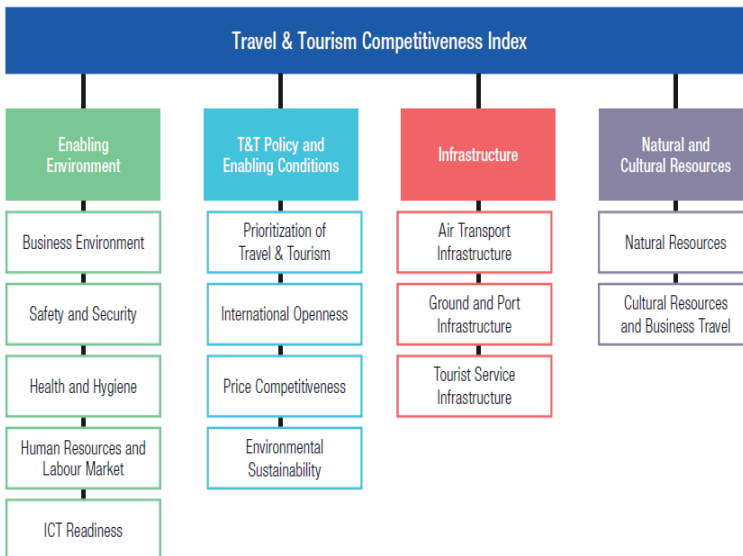 Travel & Tourism Competitiveness Index
Enabling
Environment
Business Environment
Safety and Security
Health and Hygiene
Human Resources and
Labour Market
ICT Readiness
T&T Policy and
Enabling Conditions
Prioritization of
Travel & Tourism
International Openness
Price Competitiveness
Environmental
Sustainability
Infrastructure
Air Transport
Infrastructure
Ground and Port
Infrastructure
Tourist Service
Infrastructure
Natural and
Cultural Resources
Natural Resources
Cultural Resources
and Business Travel